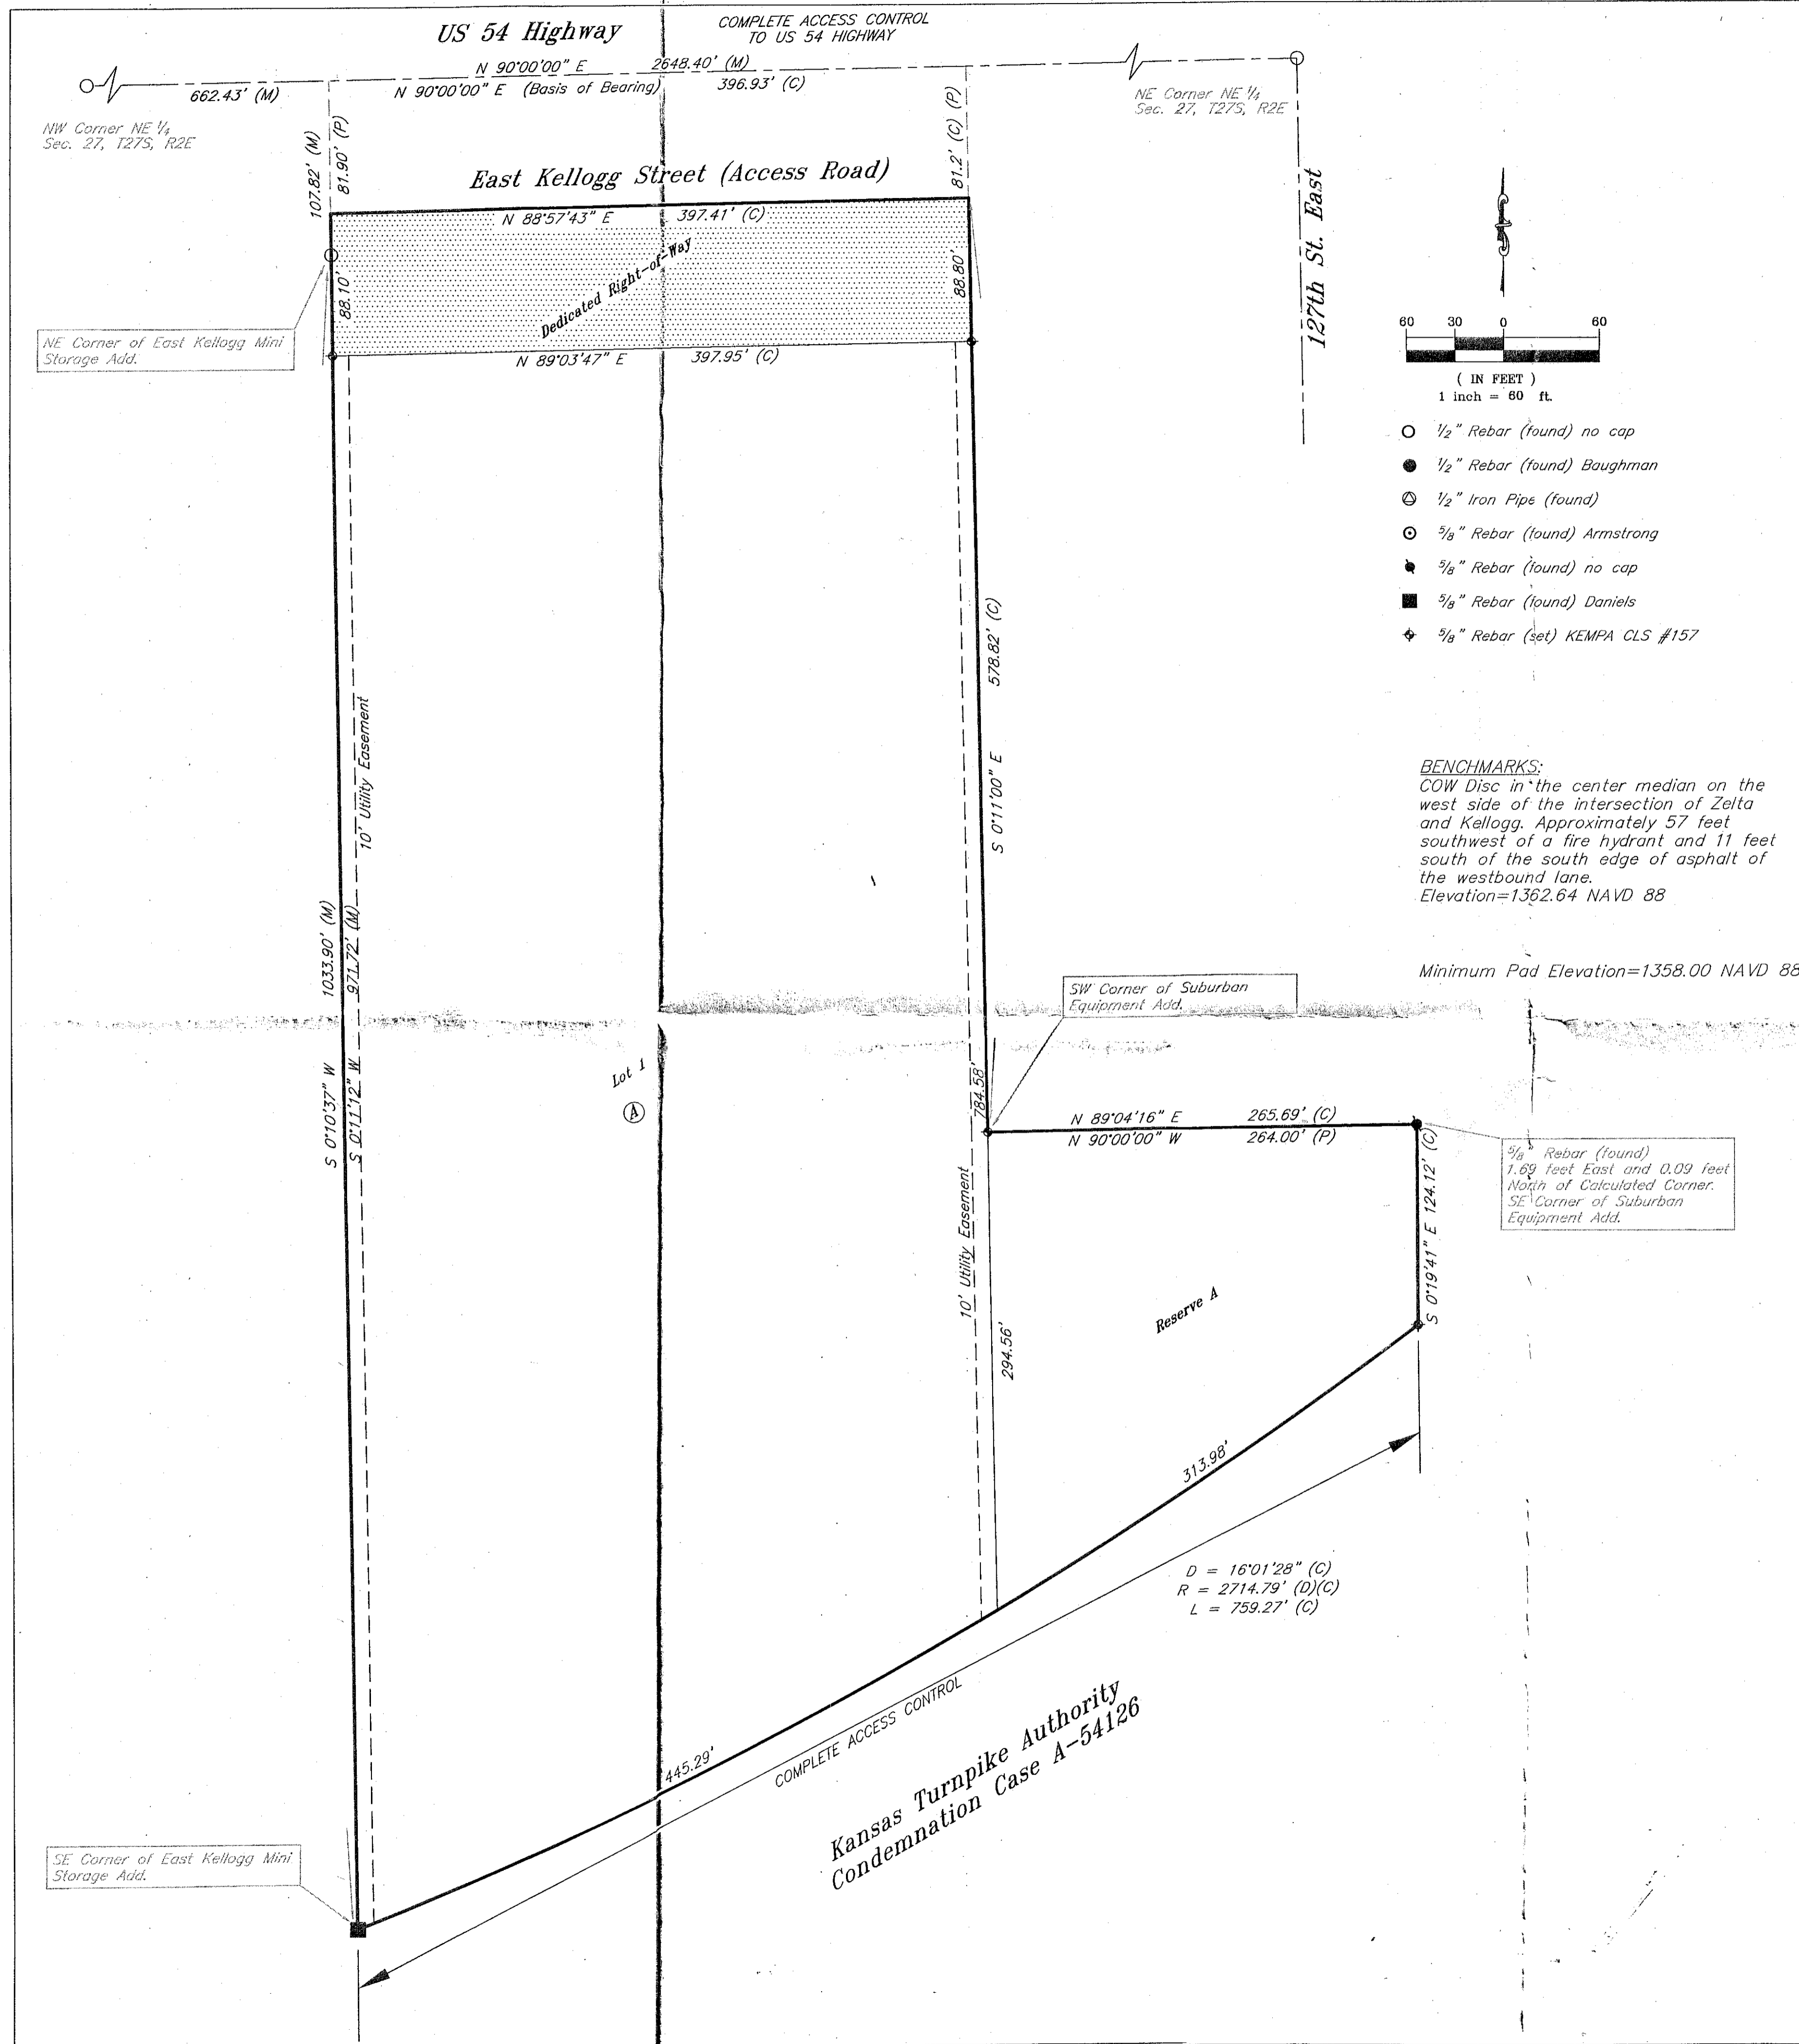 US 54 Highway
COMPLETE ACCESS CONTROL
TO US 54 HIGHWAY
N 90°00'00" E 2648.40' (M)
662.43' (M)
N 90°00'00" E (Basis of Bearing) 396.93' (C)
NW Corner NE 1/4
Sec. 27, T27S, R2E
NE Corner NE 1/4
Sec. 27, T27S, R2E
107.82' (M)
81.90' (P)
81.2' (C) (P)
East Kellogg Street (Access Road)
127th St. East
N 88°57'43" E 397.41' (C)
Dedicated Right-of-Way
88.10'
88.80'
N 89°03'47" E 397.95' (C)
NE Corner of East Kellogg Mini
Storage Add.
60 30 0 60
( IN FEET )
1 inch = 60 ft.
1/2" Rebar (found) no cap
1/2" Rebar (found) Baughman
1/2" Iron Pipe (found)
5/8" Rebar (found) Armstrong
5/8" Rebar (found) no cap
5/8" Rebar (found) Daniels
5/8" Rebar (set) KEMPA CLS #157
BENCHMARKS:
COW Disc in the center median on the
west side of the intersection of Zelta
and Kellogg. Approximately 57 feet
southwest of a fire hydrant and 11 feet
south of the south edge of asphalt of
the westbound lane.
Elevation=1362.64 NAVD 88
Minimum Pad Elevation=1358.00 NAVD 88
10' Utility Easement
S 0°11'00" E 578.82' (C)
S 0°10'37" W 1033.90' (M)
S 0°11'12" W 971.72' (M)
SW Corner of Suburban
Equipment Add.
Lot 1
A
784.58'
N 89°04'16" E 265.69' (C)
N 90°00'00" W 264.00' (P)
5/8" Rebar (found)
1.69 feet East and 0.09 feet
North of Calculated Corner.
SE Corner of Suburban
Equipment Add.
S 0°19'41" E 124.12' (C)
10' Utility Easement
Reserve A
294.56'
313.98'
D = 16°01'28" (C)
R = 2714.79' (D)(C)
L = 759.27' (C)
445.29'
COMPLETE ACCESS CONTROL
Kansas Turnpike Authority
Condemnation Case A-54126
SE Corner of East Kellogg Mini
Storage Add.